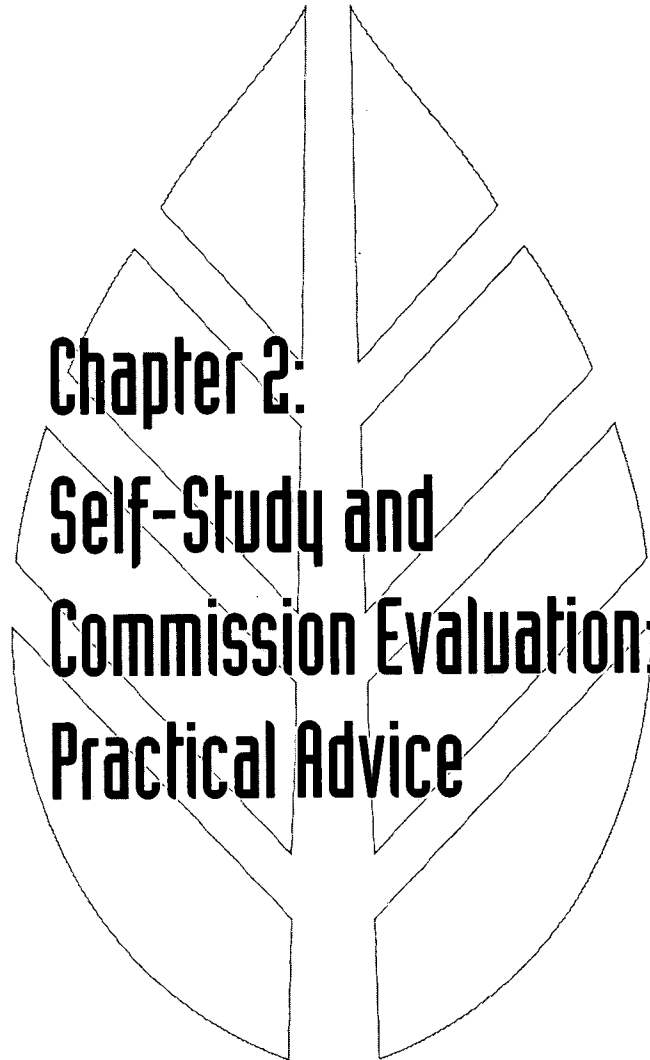 Chapter 2:
Self-Study and
Commission Evaluation:
Practical Advice